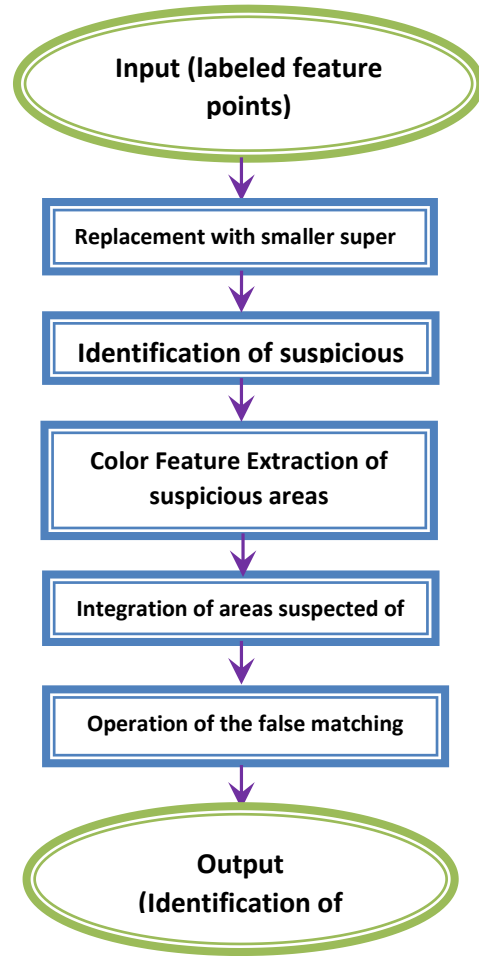 Input (labeled feature
points)
Replacement with smaller super
Identification of suspicious
Color Feature Extraction of
suspicious areas
Integration of areas suspected of
Operation of the false matching
Output
(Identification of